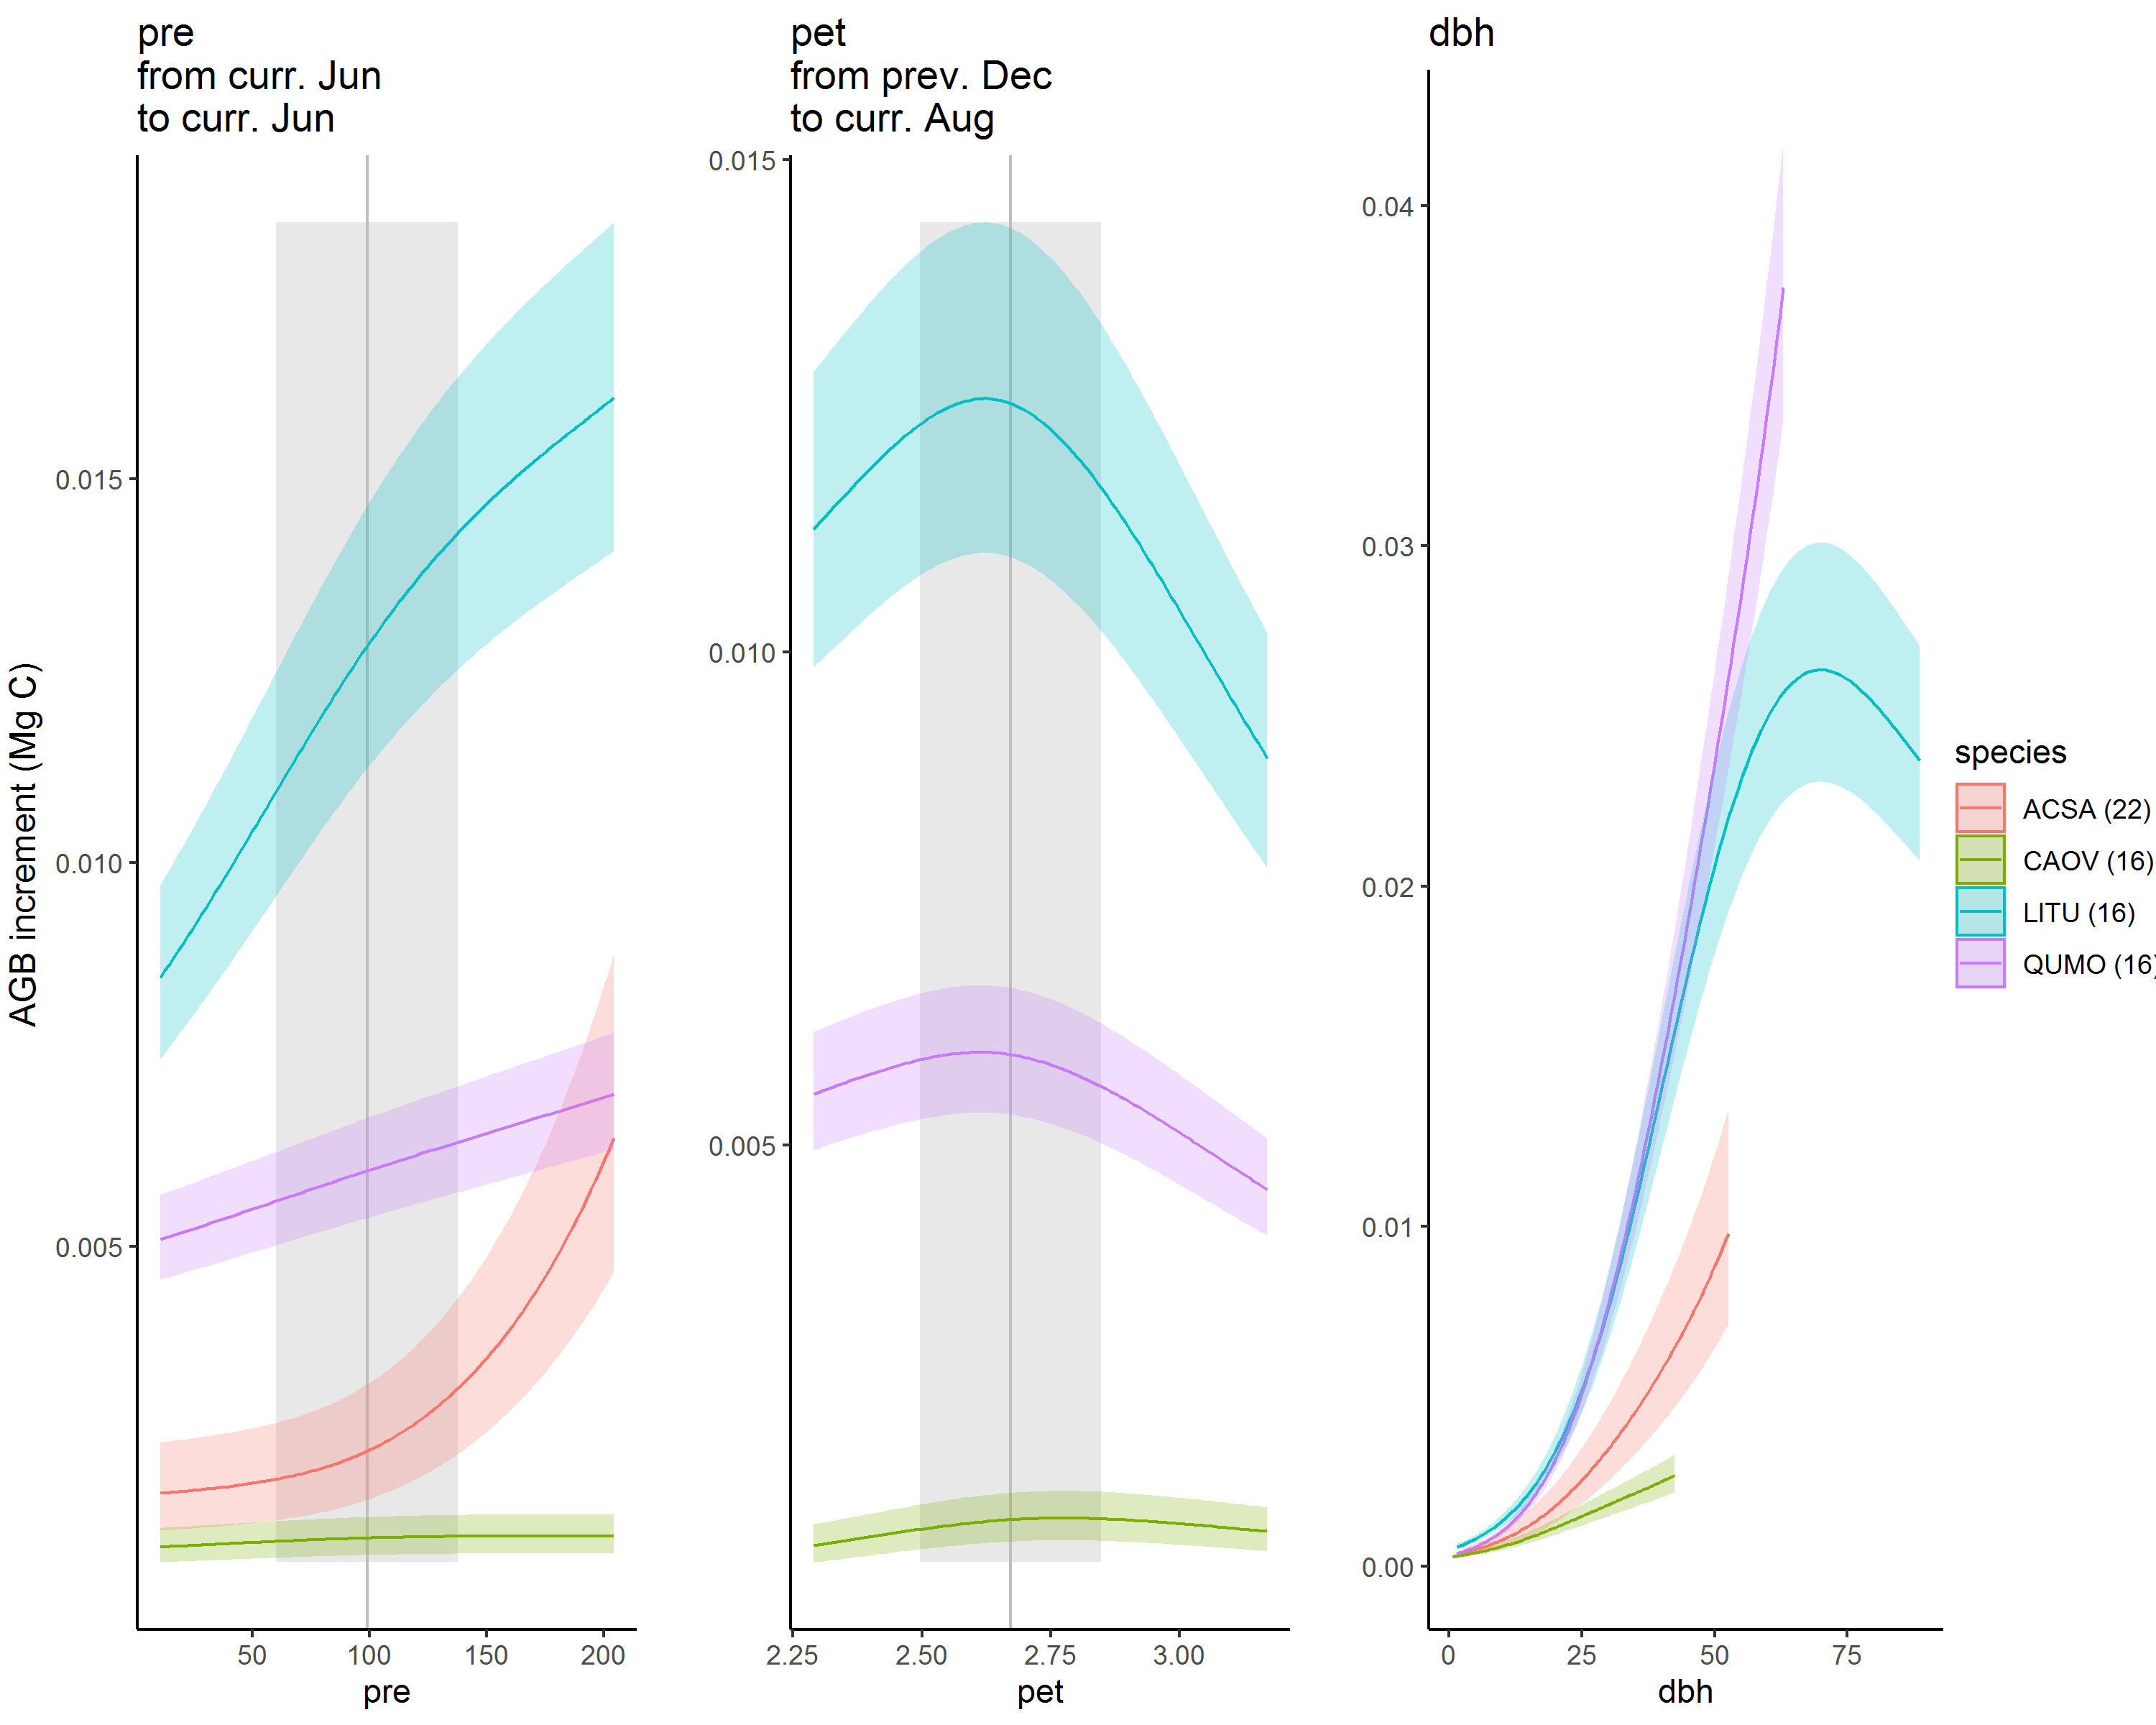 pre
from curr. Jun
to curr. Jun
pet
from prev. Dec
to curr. Aug
dbh
AGB increment (Mg C)
0.015
0.010
0.005
50 100 150 200
pre
0.015
0.010
0.005
2.25 2.50 2.75 3.00
pet
0.04
0.03
0.02
0.01
0.00
0 25 50 75
dbh
species
ACSA (22)
CAOV (16)
LITU (16)
QUMO (16)